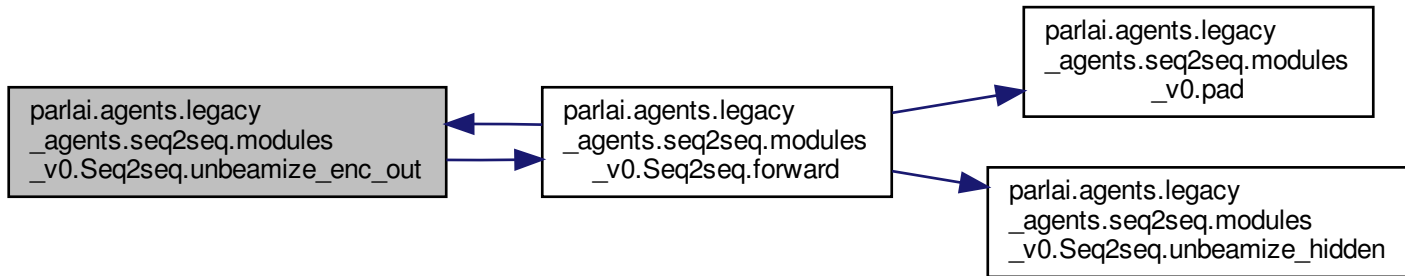 parlai.agents.legacy
_agents.seq2seq.modules
_v0.Seq2seq.unbeamize_enc_out
parlai.agents.legacy
_agents.seq2seq.modules
_v0.Seq2seq.forward
parlai.agents.legacy
_agents.seq2seq.modules
_v0.pad
parlai.agents.legacy
_agents.seq2seq.modules
_v0.Seq2seq.unbeamize_hidden